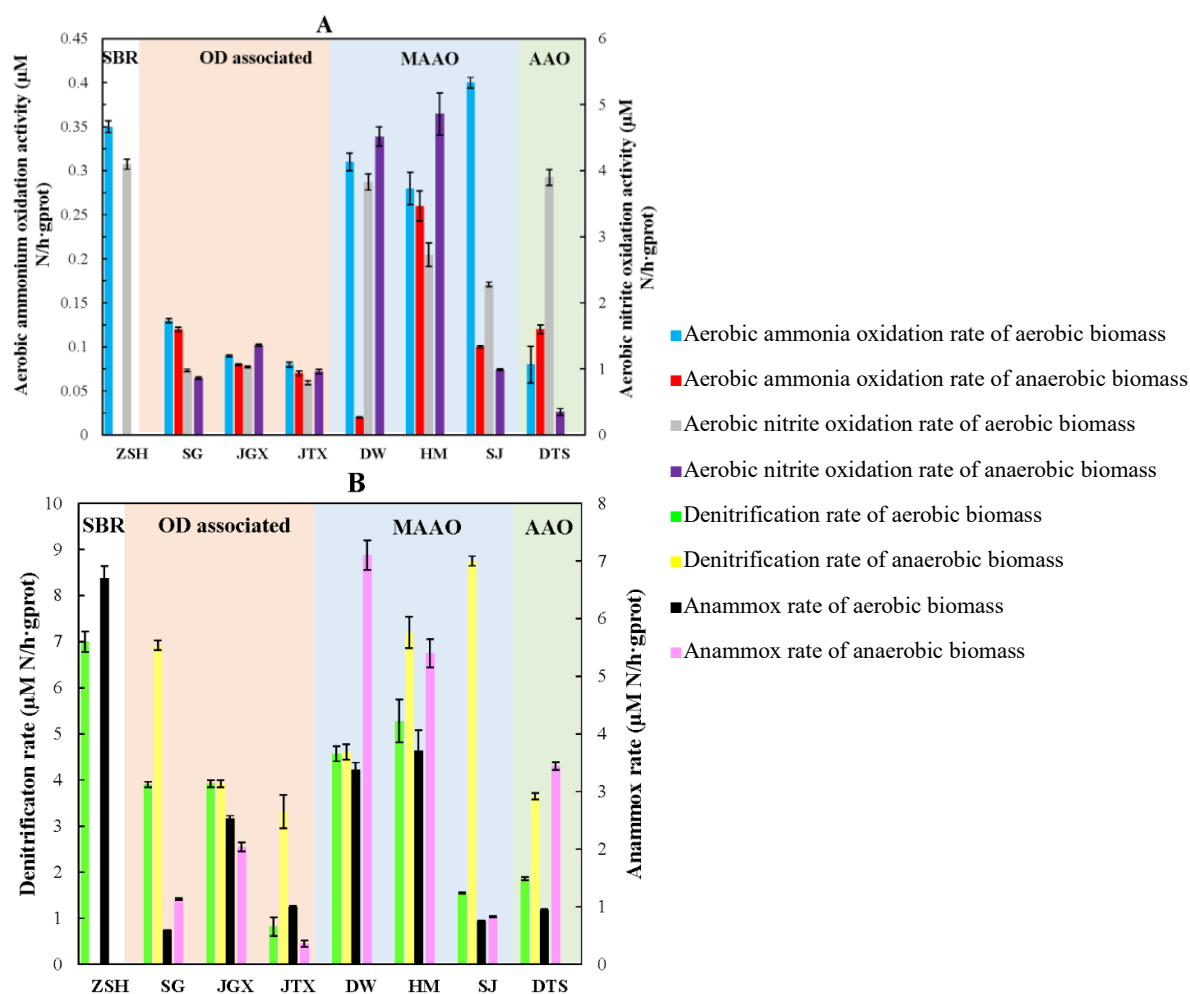 A
SBR
OD associated
MAAO
AAO
0.45
0.4
0.35
0.3
0.25
0.2
0.15
0.1
0.05
0
6
5
4
3
2
1
0
Aerobic ammonium oxidation activity (μM
N/h·gprot)
Aerobic nitrite oxidation activity (μM
N/h·gprot)
ZSH
SG
JGX
JTX
DW
HM
SJ
DTS
B
SBR
OD associated
MAAO
AAO
10
9
8
7
6
5
4
3
2
1
0
8
7
6
5
4
3
2
1
0
Denitrificaton rate (μM N/h·gprot)
Anammox rate (μM N/h·gprot)
ZSH
SG
JGX
JTX
DW
HM
SJ
DTS
Aerobic ammonia oxidation rate of aerobic biomass
Aerobic ammonia oxidation rate of anaerobic biomass
Aerobic nitrite oxidation rate of aerobic biomass
Aerobic nitrite oxidation rate of anaerobic biomass
Denitrification rate of aerobic biomass
Denitrification rate of anaerobic biomass
Anammox rate of aerobic biomass
Anammox rate of anaerobic biomass